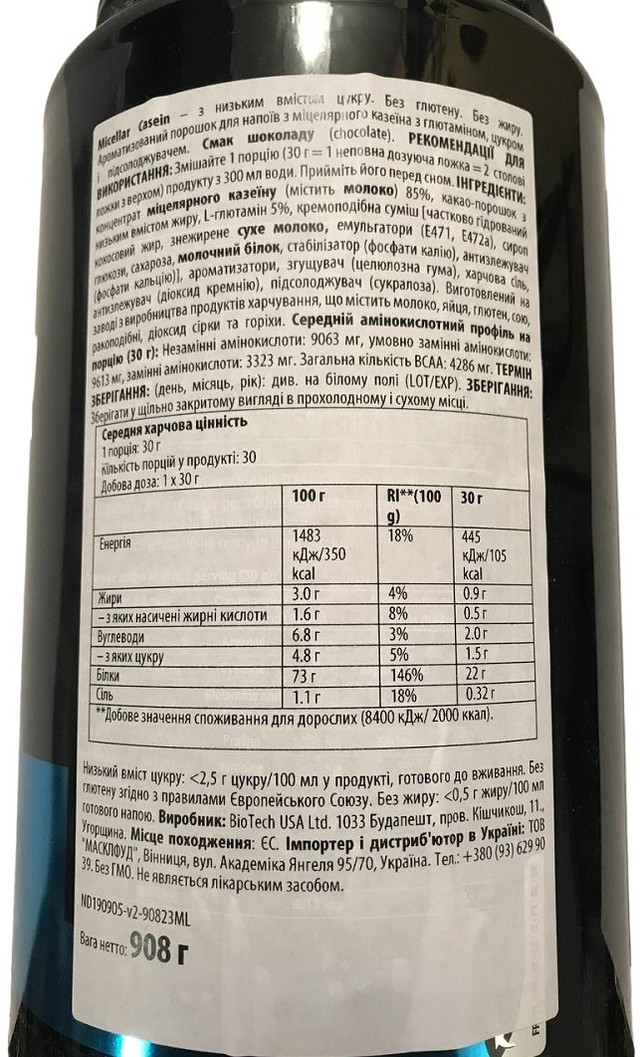 Micellar Casein – з низьким вмістом цукру. Без глютену. Без жиру.
Ароматизований порошок для напоїв з міцелярного казеїна з глютаміном, цукром
і підсолоджувачем. Смак шоколаду (chocolate). РЕКОМЕНДАЦІЇ ДЛЯ
ВИКОРИСТАННЯ: Змішайте 1 порцію (30 г = 1 неповна дозуюча ложка = 2 столові
ложки з верхом) продукту з 300 мл води. Прийміть його перед сном. ІНГРЕДІЄНТИ:
концентрат міцелярного казеїну (містить молоко) 85%, какао-порошок з
низьким вмістом жиру, L-глютамін 5%, кремоподібна суміш [частково гідрований
кокосовий жир, знежирене сухе молоко, емульгатори (E471, E472a), сироп
глюкози, сахароза, молочний білок, стабілізатор (фосфати калію), антизлежувач
(фосфати кальцію)], ароматизатори, згущувач (целюлозна гума), харчова сіль,
антизлежувач (діоксид кремнію), підсолоджувач (сукралоза). Виготовлений на
заводі з виробництва продуктів харчування, що містить молоко, яйця, глютен, сою,
ракоподібні, діоксид сірки та горіхи. Середній амінокислотний профіль на
порцію (30 г): Незамінні амінокислоти: 9063 мг, умовно замінні амінокислоти:
9613 мг, замінні амінокислоти: 3323 мг. Загальна кількість BCAA: 4286 мг. ТЕРМІН
ЗБЕРІГАННЯ: (день, місяць, рік): див. на білому полі (LOT/EXP). ЗБЕРІГАННЯ:
Зберігати у щільно закритому вигляді в прохолодному і сухому місці.
Середня харчова цінність
1 порція: 30 г
Кількість порцій у продукті: 30
Добова доза: 1 х 30 г
100 г RI**(100 g) 30 г
Енергія 1483 кДж/350 kcal 18% 445 кДж/105 kcal
Жири 3.0 г 4% 0.9 г
– з яких насичені жирні кислоти 1.6 г 8% 0.5 г
Вуглеводи 6.8 г 3% 2.0 г
– з яких цукру 4.8 г 5% 1.5 г
Білки 73 г 146% 22 г
Сіль 1.1 г 18% 0.32 г
**Добове значення споживання для дорослих (8400 кДж/ 2000 ккал).
Низький вміст цукру: <2,5 г цукру/100 мл у продукті, готового до вживання. Без
глютену згідно з правилами Європейського Союзу. Без жиру: <0,5 г жиру/100 мл
готового напою. Виробник: BioTech USA Ltd. 1033 Будапешт, пров. Кішчикош, 11.,
Угорщина. Місце походження: ЄС. Імпортер і дистриб'ютор в Україні: ТОВ
"МАСКЛФУД", Вінниця, вул. Академіка Янгеля 95/70, Україна. Тел.: +380 (93) 629 90
39. Без ГМО. Не является лікарським засобом.
ND190905-v2-90823ML
Вага нетто: 908 г